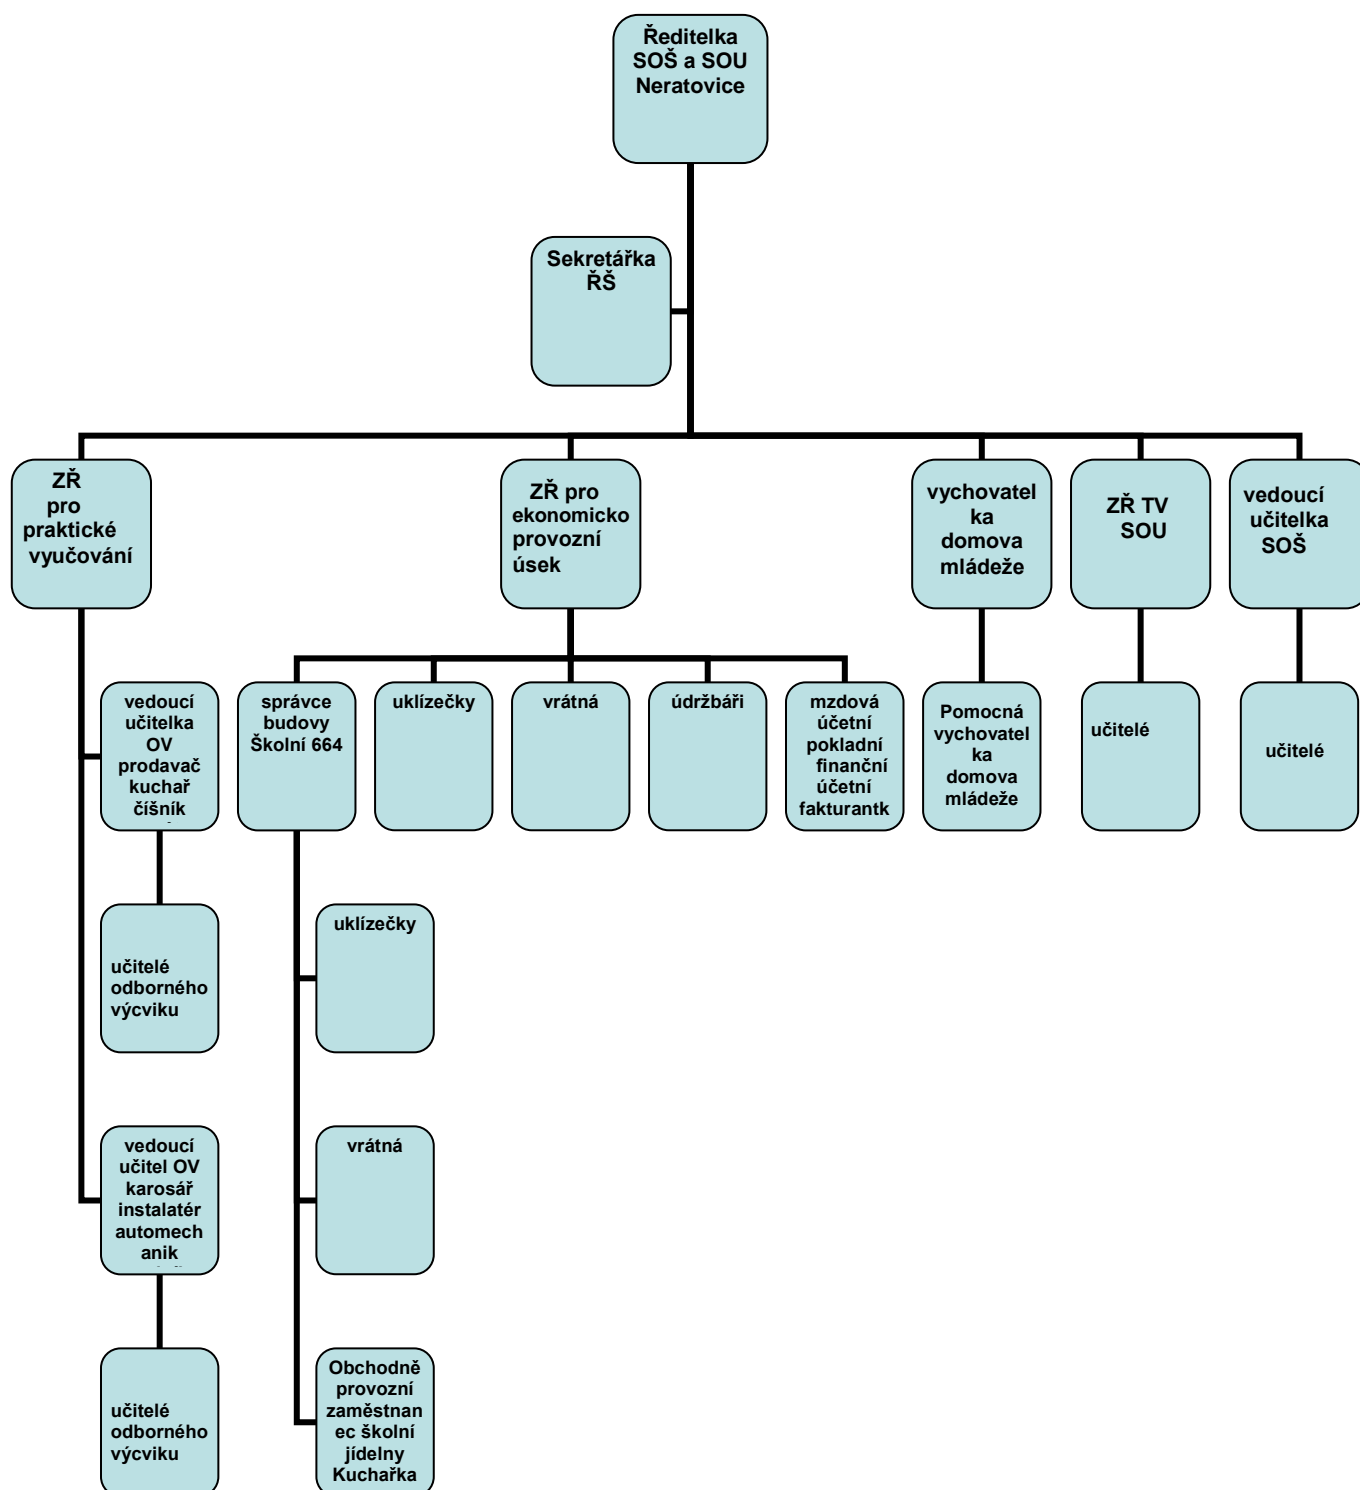 Ředitelka
SOŠ a SOU
Neratovice
Sekretářka
ŘŠ
ZŘ
pro
praktické
vyučování
ZŘ pro
ekonomicko
provozní
úsek
vychovatel
ka
domova
mládeže
ZŘ TV
SOU
vedoucí
učitelka
SOŠ
vedoucí
učitelka
OV
prodavač
kuchař
číšník
správce
budovy
Školní 664
uklízečky
vrátná
údržbáři
mzdová
účetní
pokladní
finanční
účetní
fakturantk
Pomocná
vychovatel
ka
domova
mládeže
učitelé
učitelé
učitelé
odborného
výcviku
uklízečky
vedoucí
učitel OV
karosář
instalatér
automech
anik
vrátná
učitelé
odborného
výcviku
Obchodně
provozní
zaměstnan
ec školní
jídelny
Kuchařka